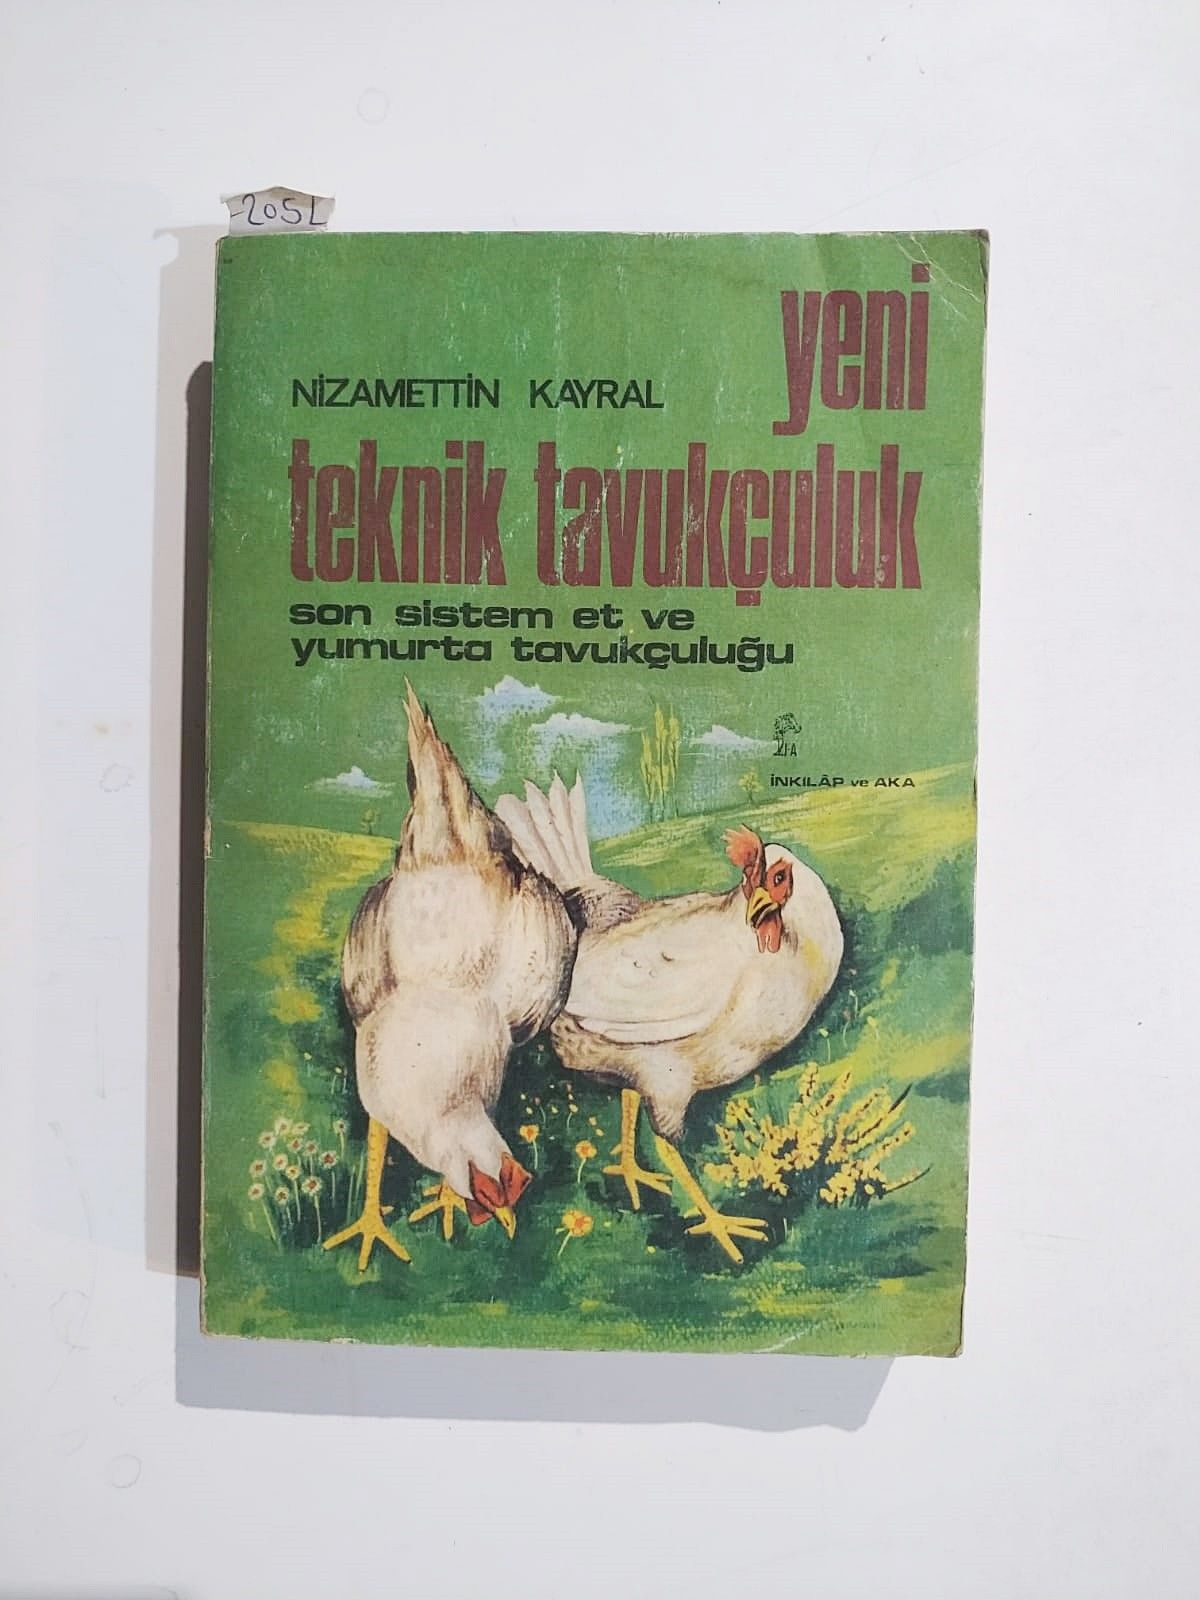 -205L
yeni
NİZAMETTİN KAYRAL
teknik tavukçuluk
son sistem et ve
yumurta tavukçuluğu
İ-A
İNKILÂP ve AKA